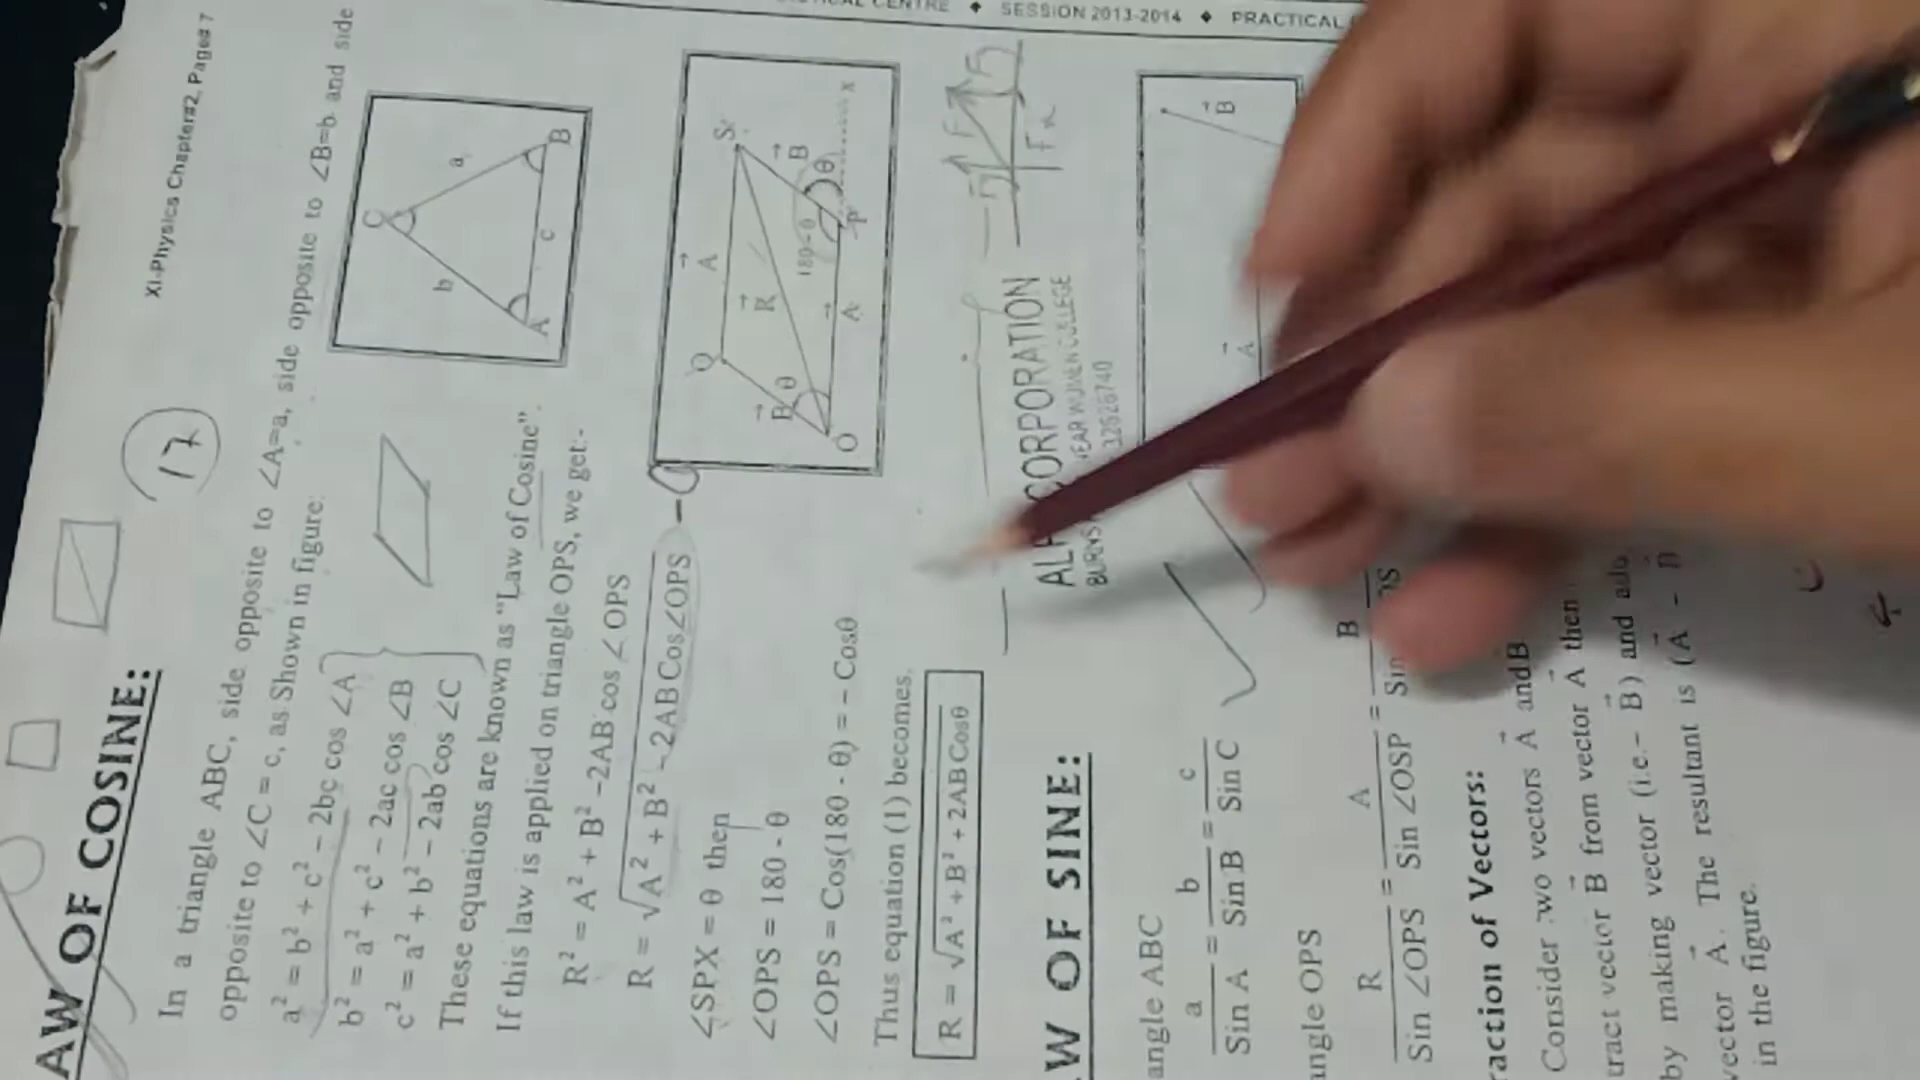 SESSION 2013-2014 ◆ PRACTICAL
XI-Physics Chapter#2, Page# 7
17
AW OF COSINE:
In a triangle ABC, side opposite to ∠A=a, side opposite to ∠B=b and side
opposite to ∠C = c, as Shown in figure:
a² = b² + c² – 2bc cos ∠A
b² = a² + c² – 2ac cos ∠B
c² = a² + b² – 2ab cos ∠C
C
b
a
A
c
B
These equations are known as "Law of Cosine".
If this law is applied on triangle OPS, we get:-
R² = A² + B² –2AB cos ∠OPS
R = √A² + B² –2AB Cos∠OPS
∠SPX = θ then
∠OPS = 180 - θ
∠OPS = Cos(180 - θ) = – Cosθ
Q
A⃗
S
B⃗
θ
R⃗
180-θ
B⃗
θ
O
A⃗
P
x
Thus equation (1) becomes,
R = √A² + B² + 2ABCosθ
F
Fx
CORPORATION
32626740
W OF SINE:
angle ABC
a/Sin A = b/Sin B = c/Sin C
angle OPS
R/Sin ∠OPS = A/Sin ∠OSP = B
A⃗
B⃗
raction of Vectors:
Consider two vectors A⃗ and B⃗
tract vector B⃗ from vector A⃗ then
by making vector (i.e.- B⃗) and
vector A⃗. The resultant is (A⃗ -
in the figure.